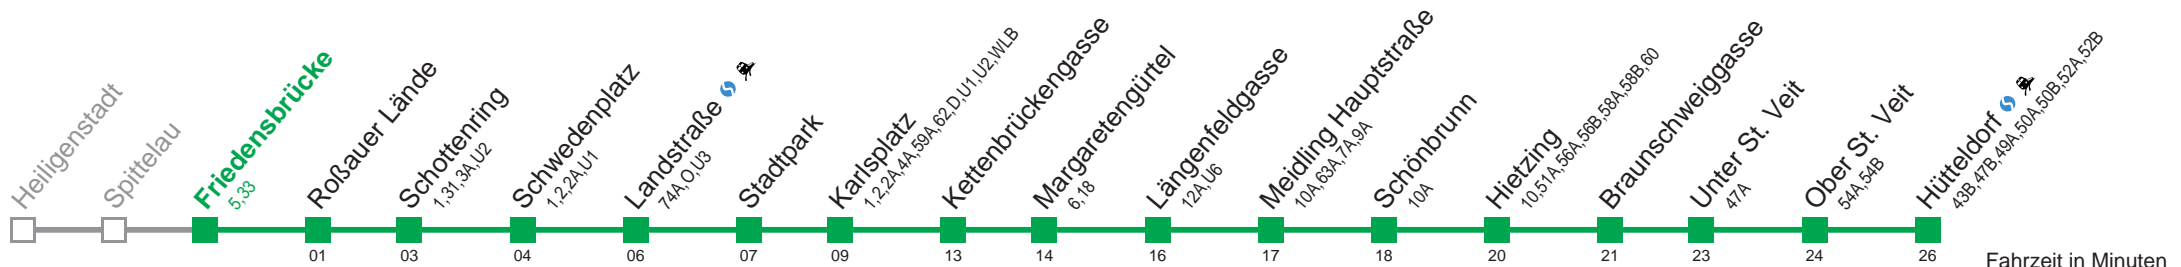 Heiligenstadt
Spittelau
Friedensbrücke
5,33
Roßauer Lände
Schottenring
1,31,3A,U2
Schwedenplatz
1,2,2A,U1
Landstraße
74A,O,U3
Stadtpark
Karlsplatz
1,2,2A,4A,59A,62,D,U1,U2,WLB
Kettenbrückengasse
Margaretengürtel
6,18
Längenfeldgasse
12A,U6
Meidling Hauptstraße
10A,63A,7A,9A
Schönbrunn
10A
Hietzing
10,51A,56A,56B,58A,58B,60
Braunschweiggasse
Unter St. Veit
47A
Ober St. Veit
54A,54B
Hütteldorf
43B,47B,49A,50A,50B,52A,52B
01 03 04 06 07 09 13 14 16 17 18 20 21 23 24 26
Fahrzeit in Minuten